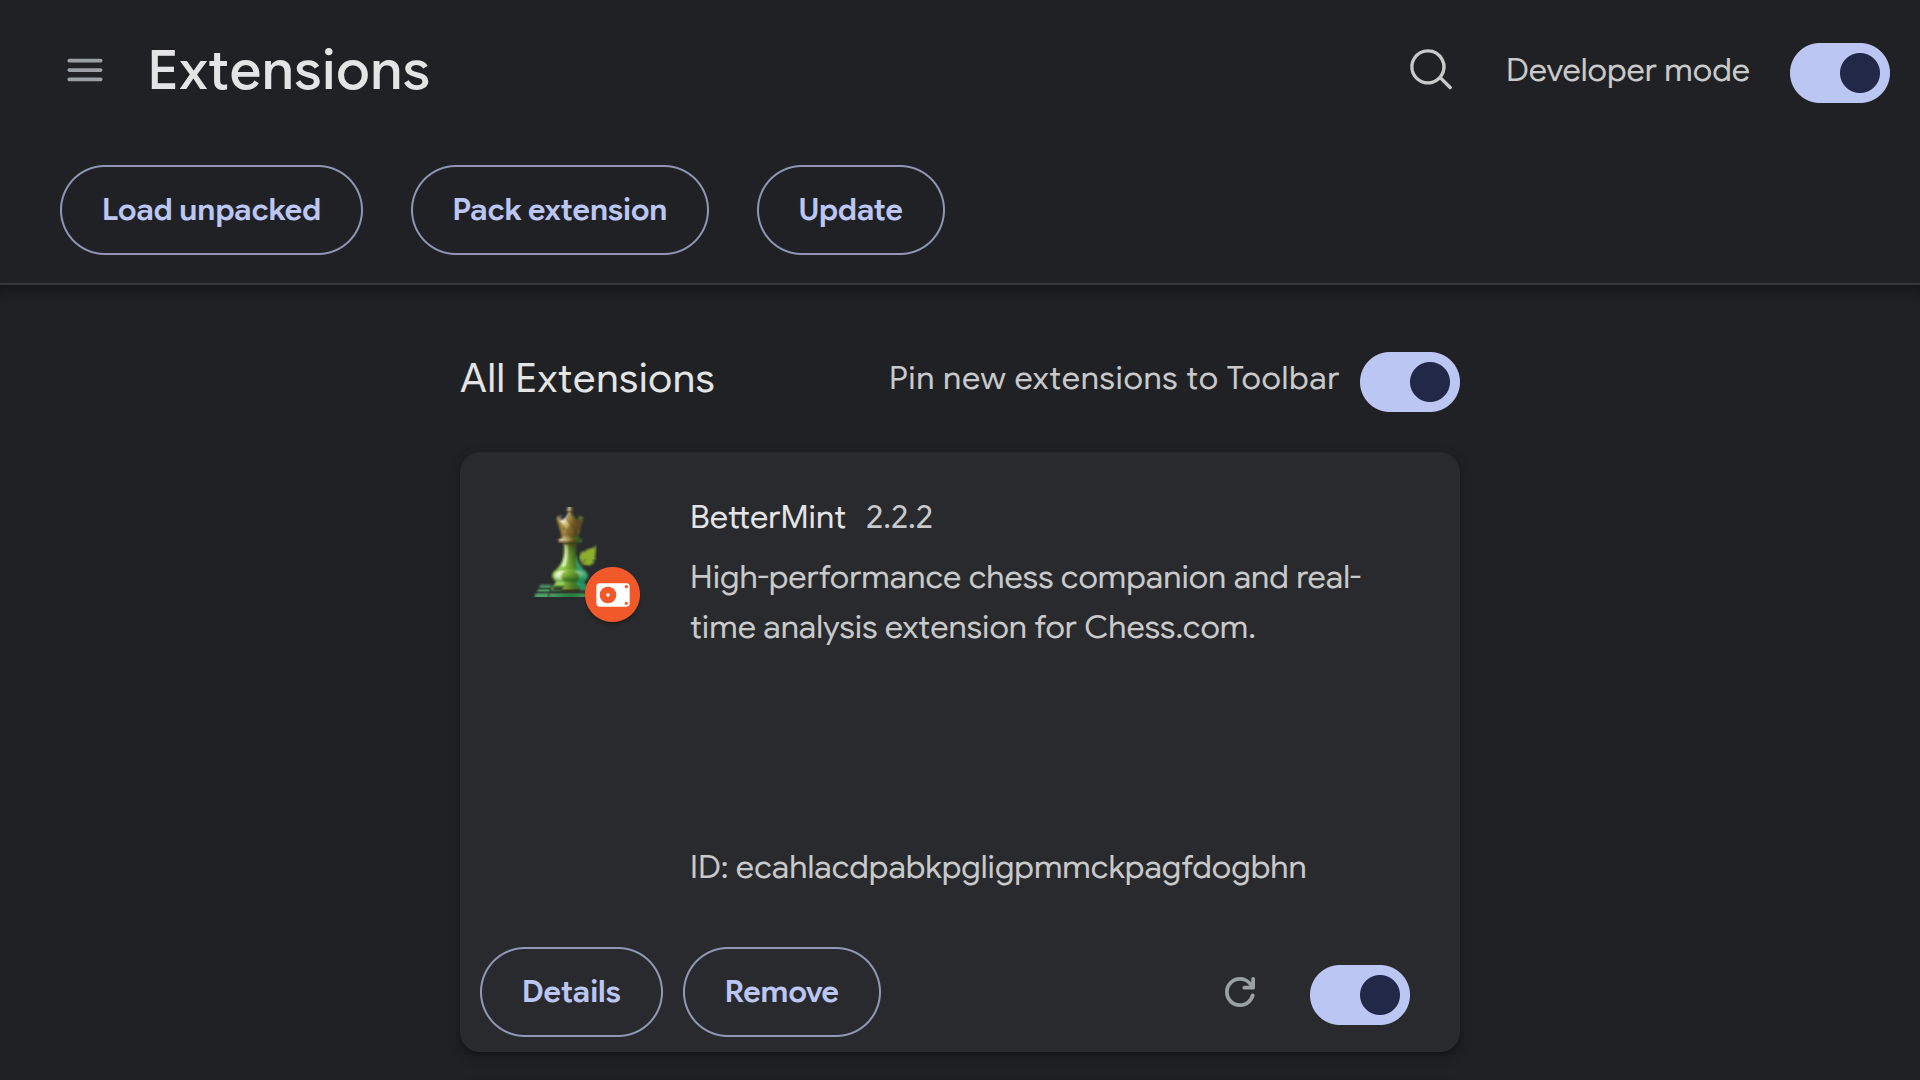 Extensions
Developer mode
Load unpacked
Pack extension
Update
All Extensions
Pin new extensions to Toolbar
BetterMint 2.2.2
High-performance chess companion and real-
time analysis extension for Chess.com.
ID: ecahlacdpabkpgligpmmckpagfdogbhn
Details
Remove